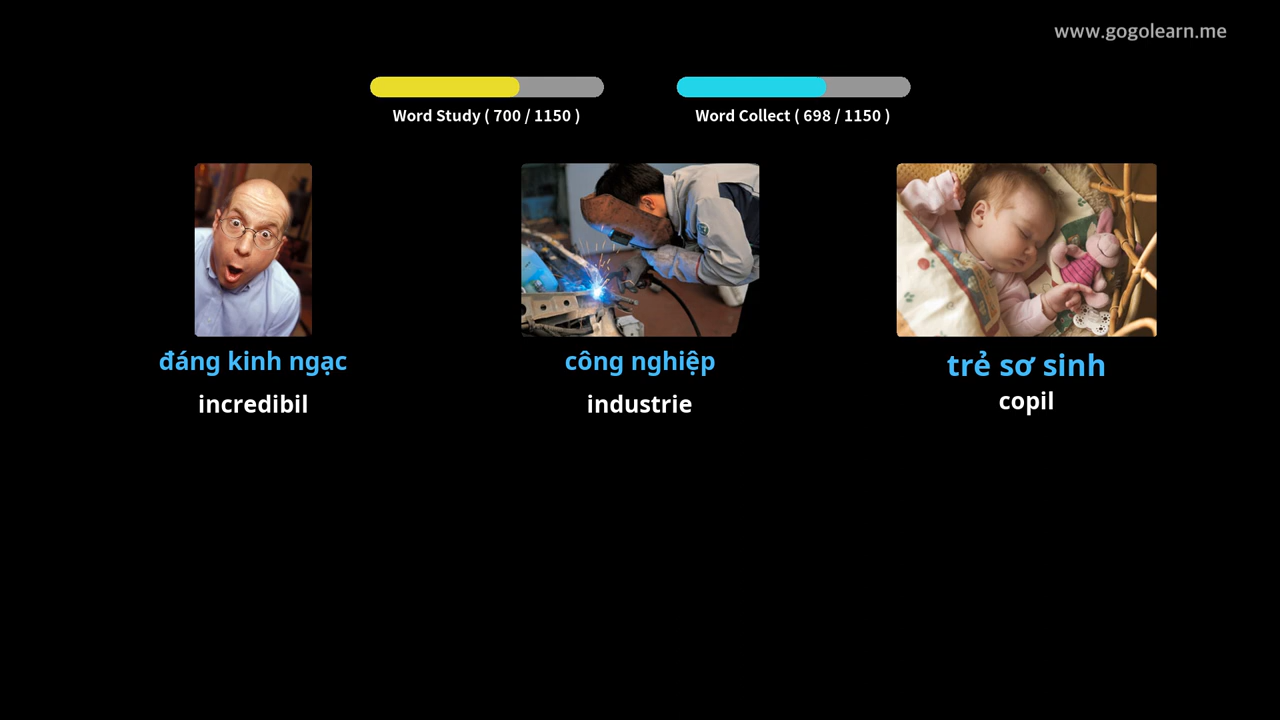 www.gogolearn.me
Word Study ( 700 / 1150 )
Word Collect ( 698 / 1150 )
đáng kinh ngạc
incredibil
công nghiệp
industrie
trẻ sơ sinh
copil